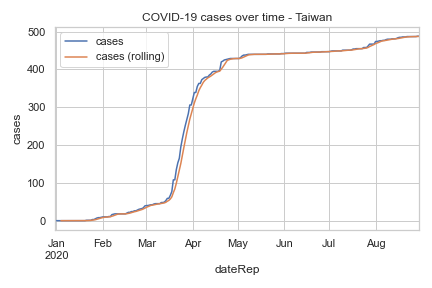 COVID-19 cases over time - Taiwan
cases
cases (rolling)
500
400
300
200
100
0
cases
Jan Feb Mar Apr May Jun Jul Aug
2020
dateRep